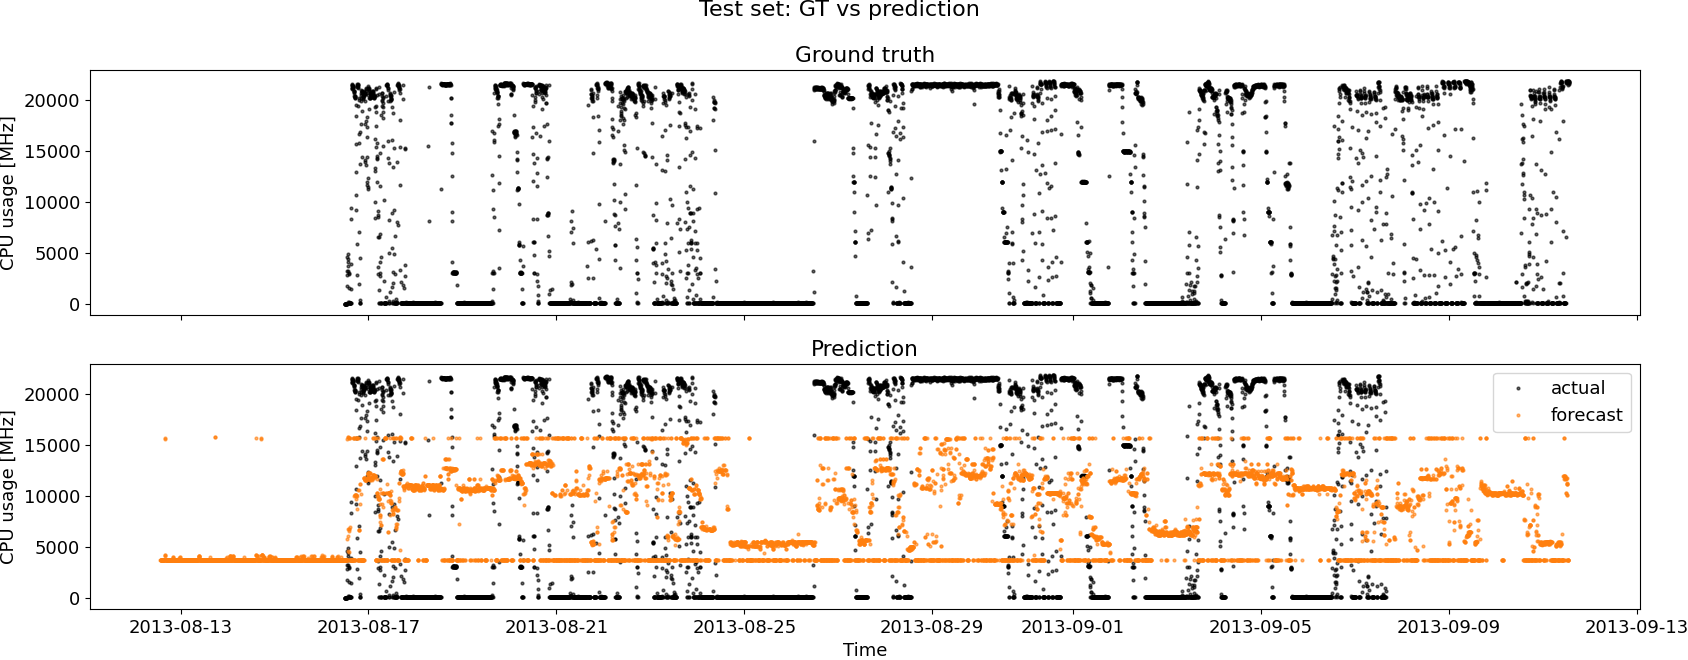 Test set: GT vs prediction
Ground truth
CPU usage [MHz]
20000
15000
10000
5000
0
Prediction
CPU usage [MHz]
20000
15000
10000
5000
0
actual
forecast
2013-08-13 2013-08-17 2013-08-21 2013-08-25 2013-08-29 2013-09-01 2013-09-05 2013-09-09 2013-09-13
Time